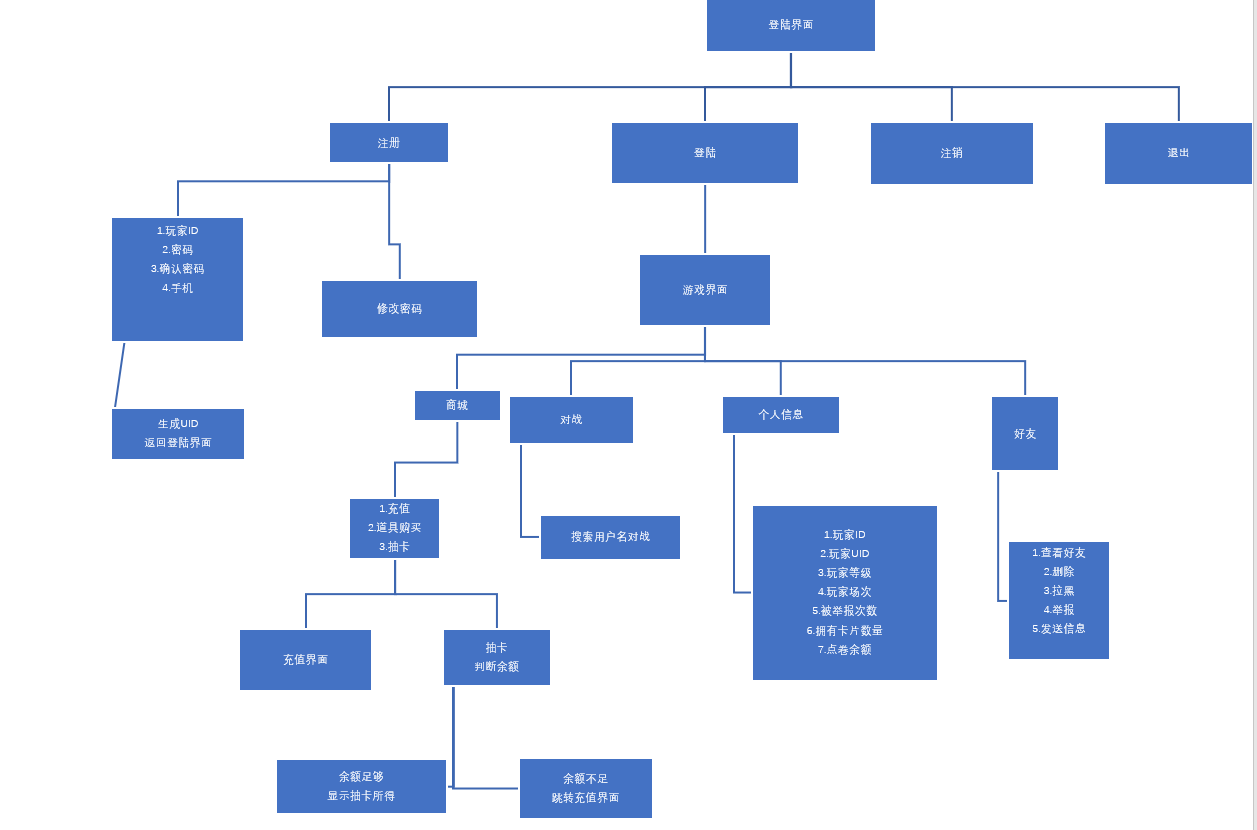 登陆界面
注册
登陆
注销
退出
1.玩家ID
2.密码
3.确认密码
4.手机
修改密码
游戏界面
生成UID
返回登陆界面
商城
对战
个人信息
好友
1.充值
2.道具购买
3.抽卡
搜索用户名对战
1.玩家ID
2.玩家UID
3.玩家等级
4.玩家场次
5.被举报次数
6.拥有卡片数量
7.点卷余额
1.查看好友
2.删除
3.拉黑
4.举报
5.发送信息
充值界面
抽卡
判断余额
余额足够
显示抽卡所得
余额不足
跳转充值界面